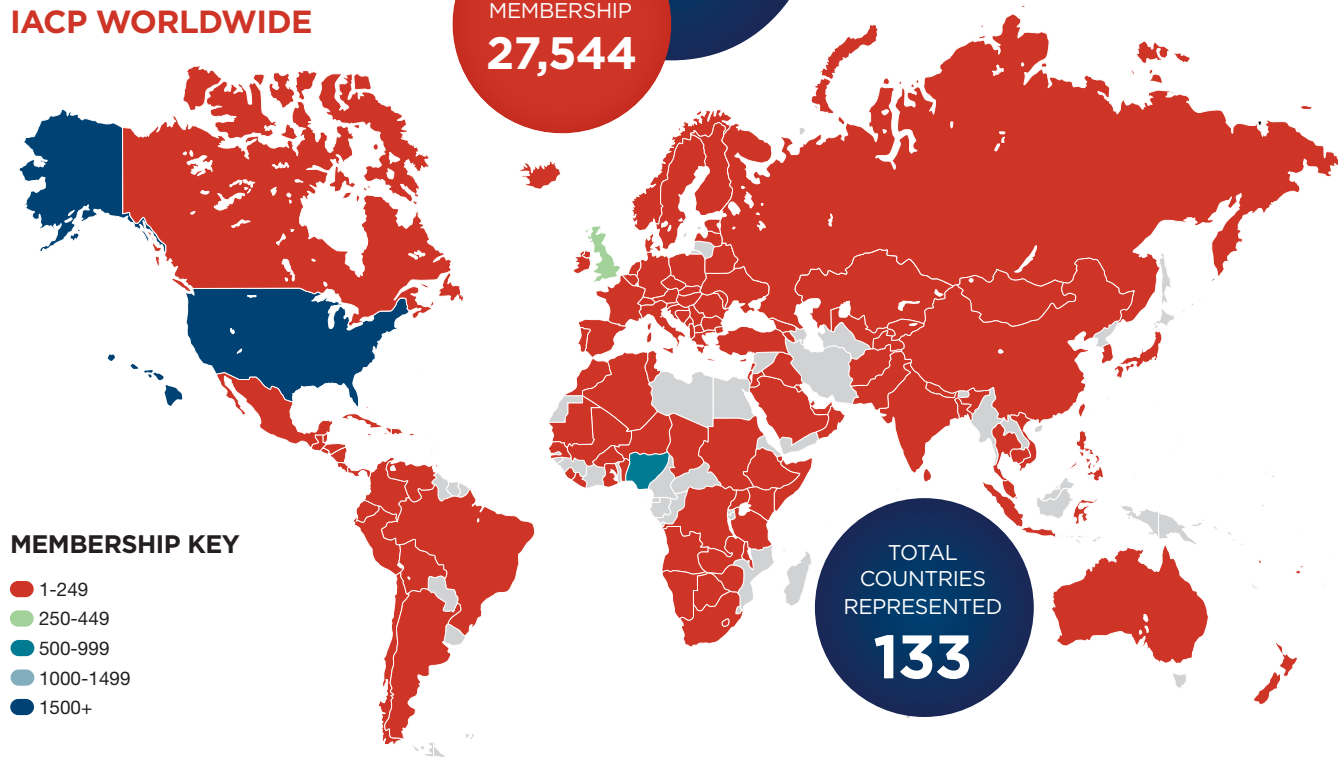 IACP WORLDWIDE
MEMBERSHIP
27,544
TOTAL
COUNTRIES
REPRESENTED
133
MEMBERSHIP KEY
1-249
250-449
500-999
1000-1499
1500+